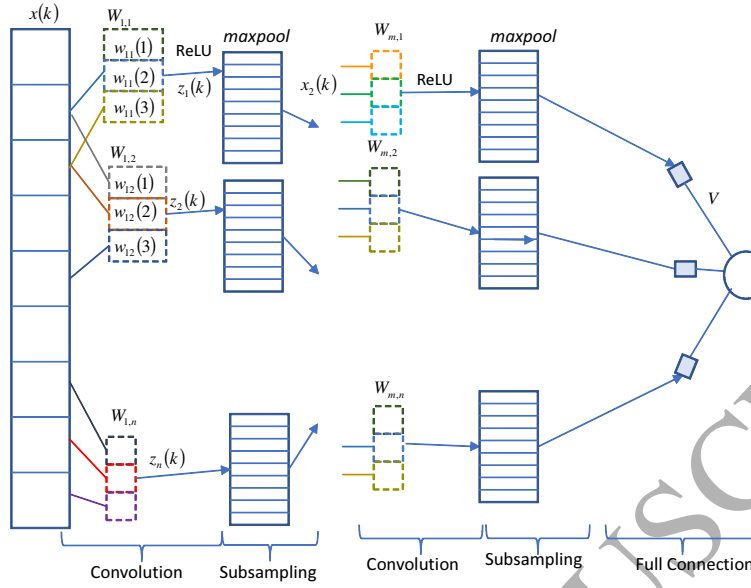 x(k)
W1,1
maxpool
maxpool
w11(1)
ReLU
w11(2)
z1(k)
w11(3)
x2(k)
Wm,1
ReLU
W1,2
w12(1)
w12(2)
z2(k)
w12(3)
Wm,2
V
W1,n
zn(k)
Wm,n
Convolution
Subsampling
Convolution
Subsampling
Full Connection
USC